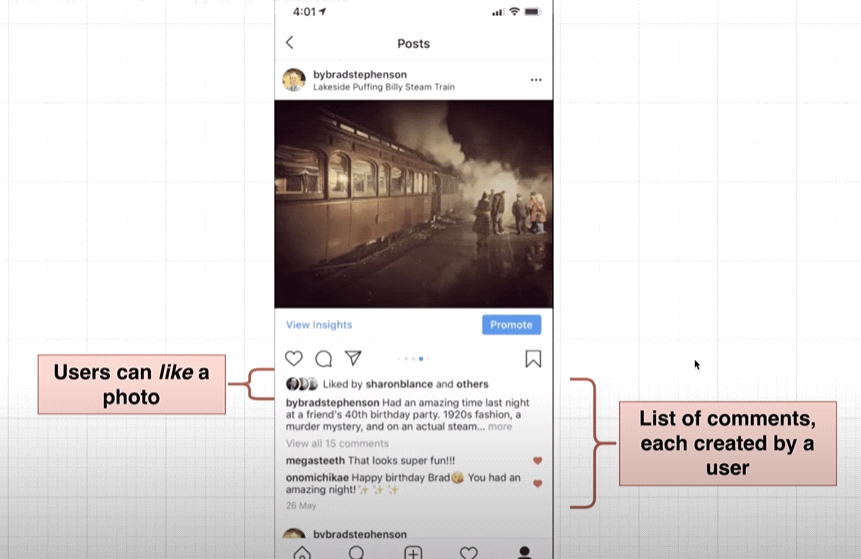 4:01
Posts
bybradstephenson
Lakeside Puffing Billy Steam Train
...
View Insights
Promote
Users can like a
photo
Liked by sharonblance and others
bybradstephenson Had an amazing time last night
at a friend's 40th birthday party. 1920s fashion, a
murder mystery, and on an actual steam... more
View all 15 comments
megasteeth That looks super fun!!!
onomichikae Happy birthday Brad😘 You had an
amazing night!✨✨✨
26 May
List of comments,
each created by a
user
bybradstephenson